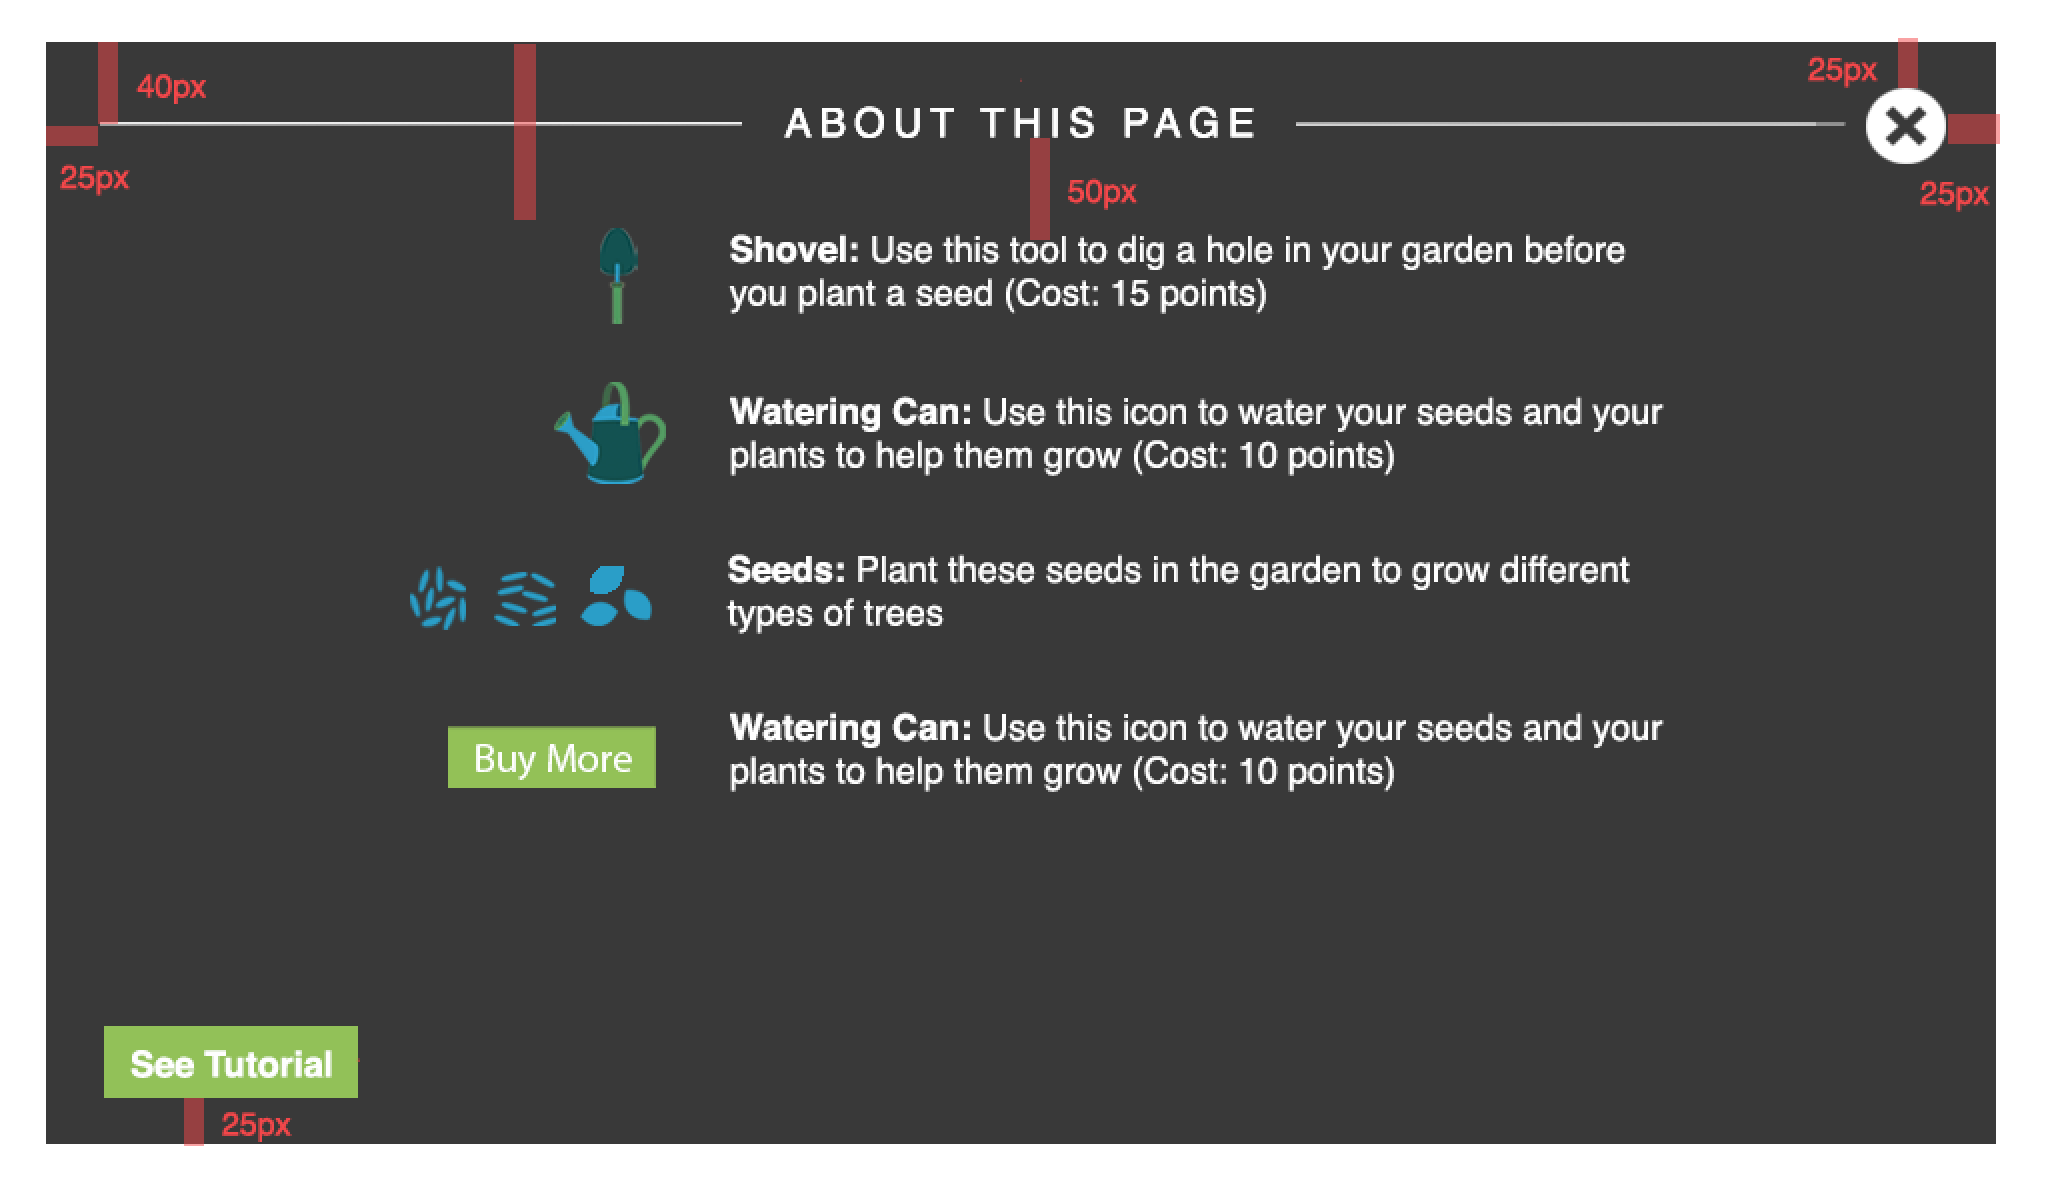 40px
25px
ABOUT THIS PAGE
25px
50px
25px
Shovel: Use this tool to dig a hole in your garden before
you plant a seed (Cost: 15 points)
Watering Can: Use this icon to water your seeds and your
plants to help them grow (Cost: 10 points)
Seeds: Plant these seeds in the garden to grow different
types of trees
Buy More
Watering Can: Use this icon to water your seeds and your
plants to help them grow (Cost: 10 points)
See Tutorial
25px